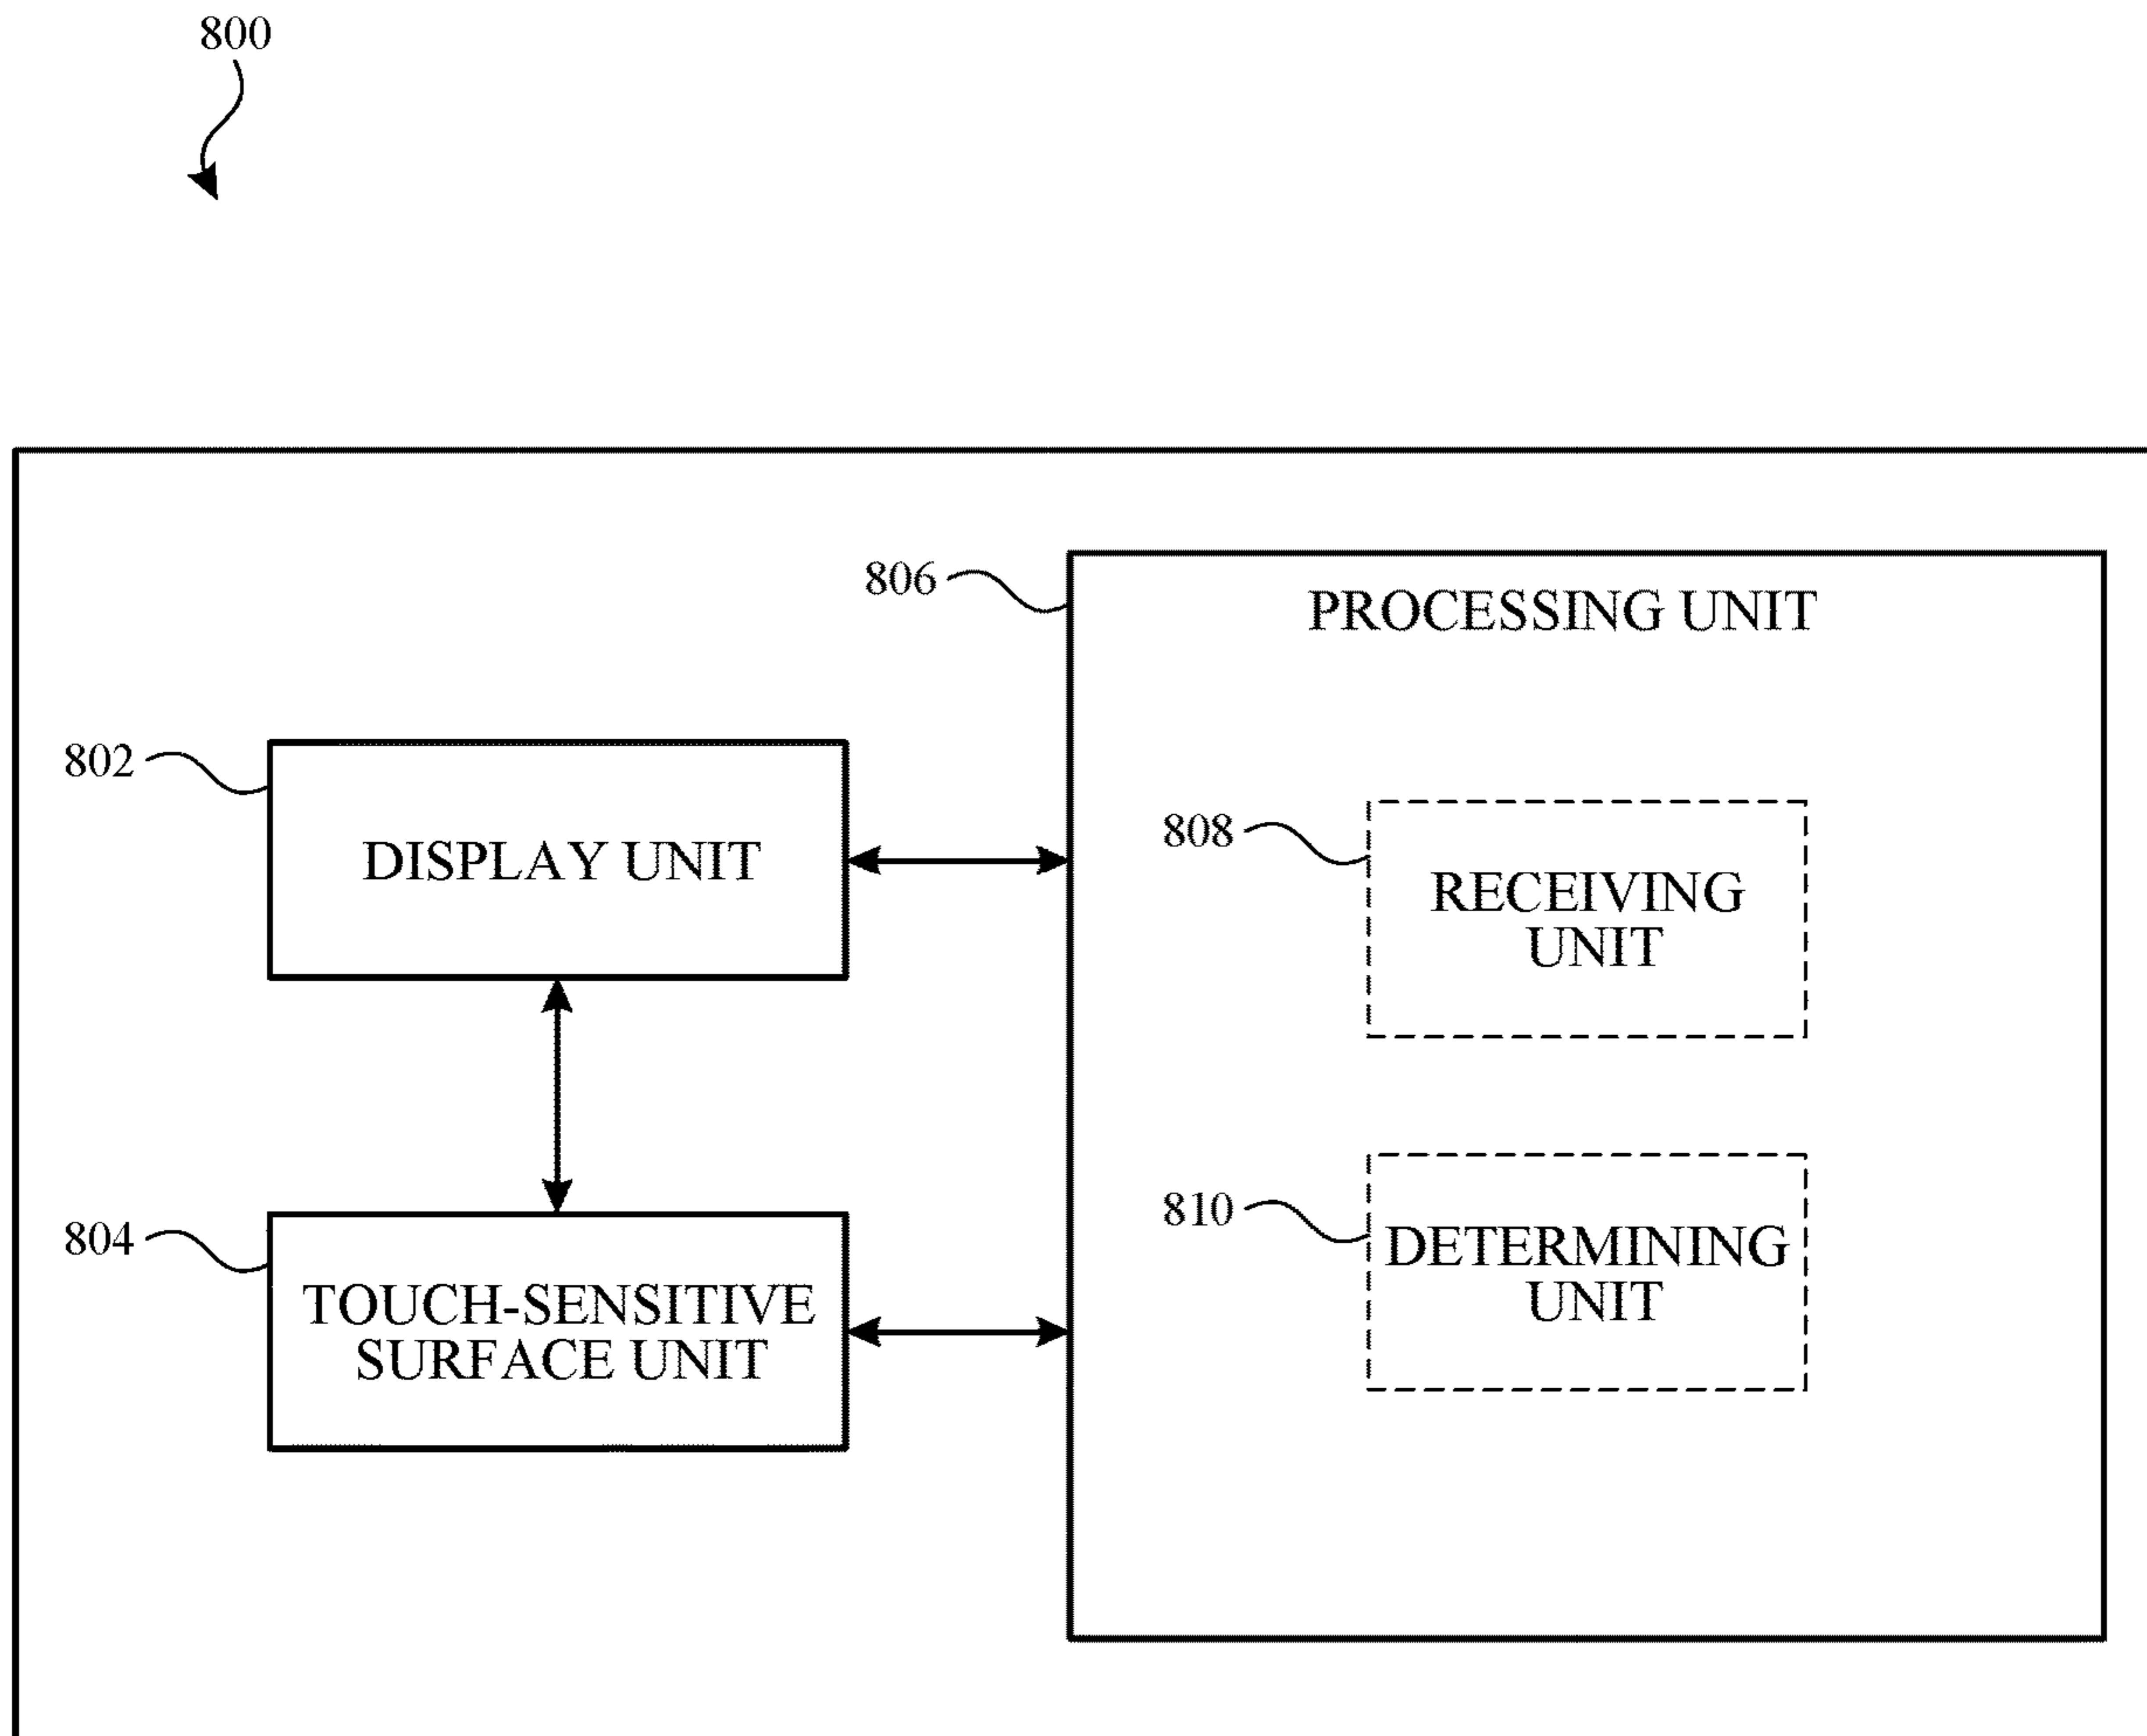 800
806
PROCESSING UNIT
802
DISPLAY UNIT
808
RECEIVING
UNIT
804
TOUCH-SENSITIVE
SURFACE UNIT
810
DETERMINING
UNIT